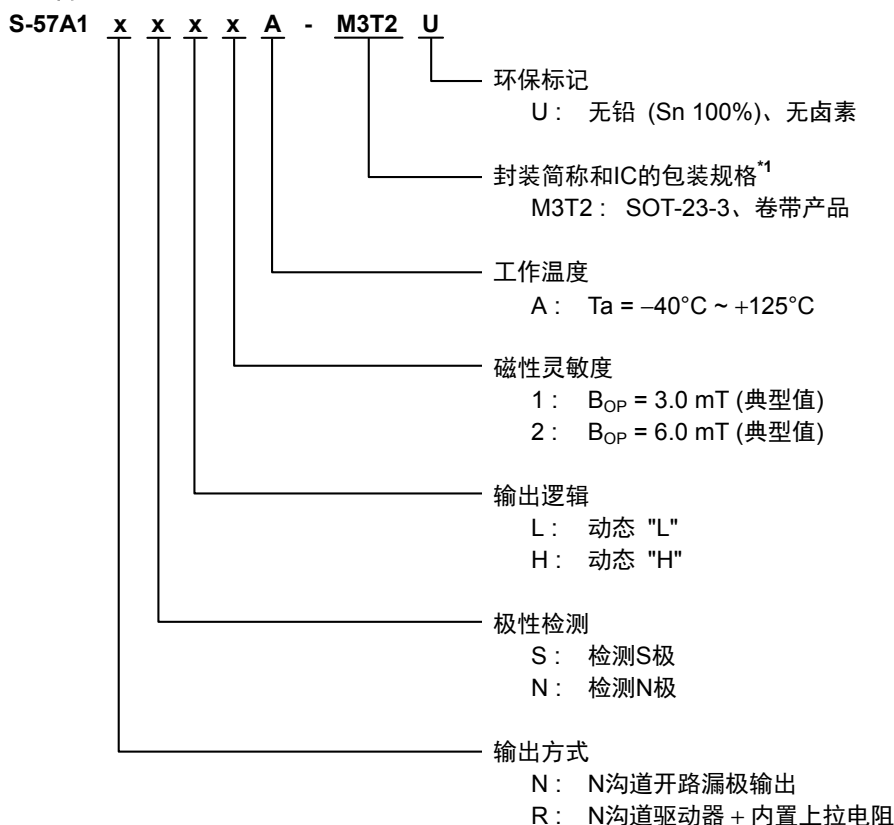 S-57A1 x x x x A - M3T2 U
环保标记
U : 无铅 (Sn 100%)、无卤素
封装简称和IC的包装规格*1
M3T2 : SOT-23-3、卷带产品
工作温度
A : Ta = −40°C ~ +125°C
磁性灵敏度
1 : BOP = 3.0 mT (典型值)
2 : BOP = 6.0 mT (典型值)
输出逻辑
L : 动态 "L"
H : 动态 "H"
极性检测
S : 检测S极
N : 检测N极
输出方式
N : N沟道开路漏极输出
R : N沟道驱动器 + 内置上拉电阻